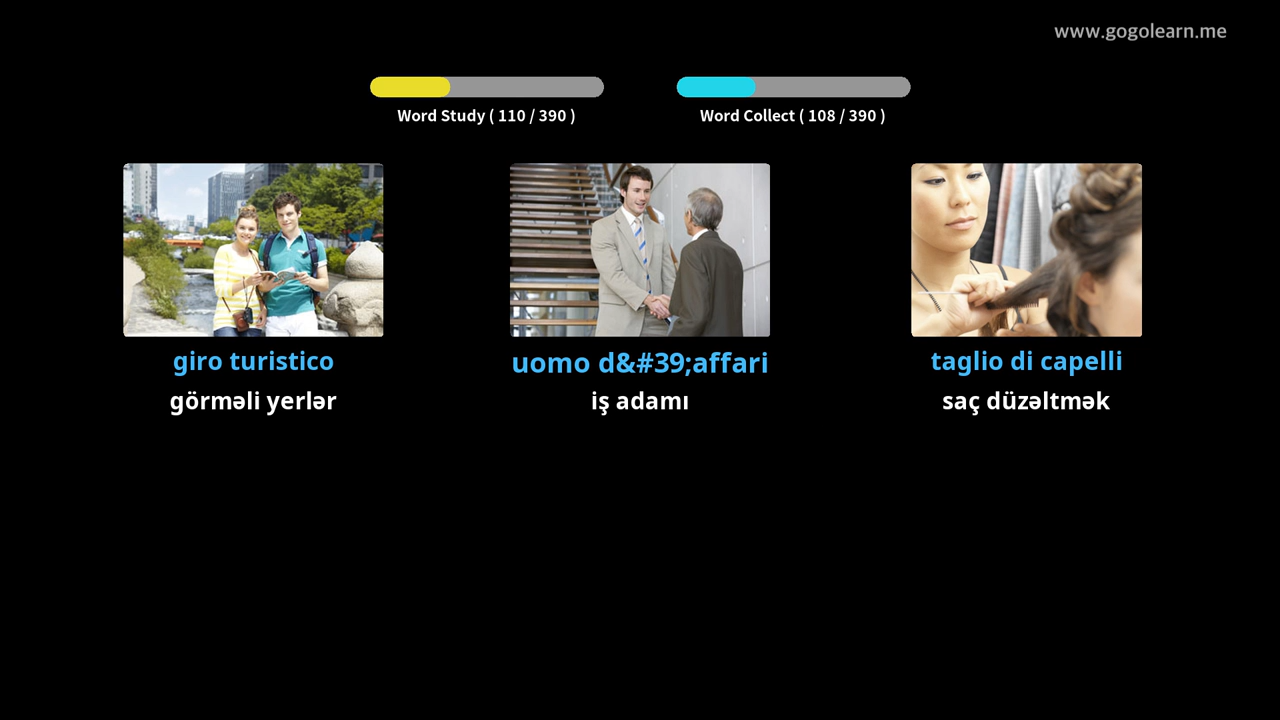 www.gogolearn.me
Word Study ( 110 / 390 )
Word Collect ( 108 / 390 )
giro turistico
uomo d&#39;affari
taglio di capelli
görməli yerlər
iş adamı
saç düzəltmək